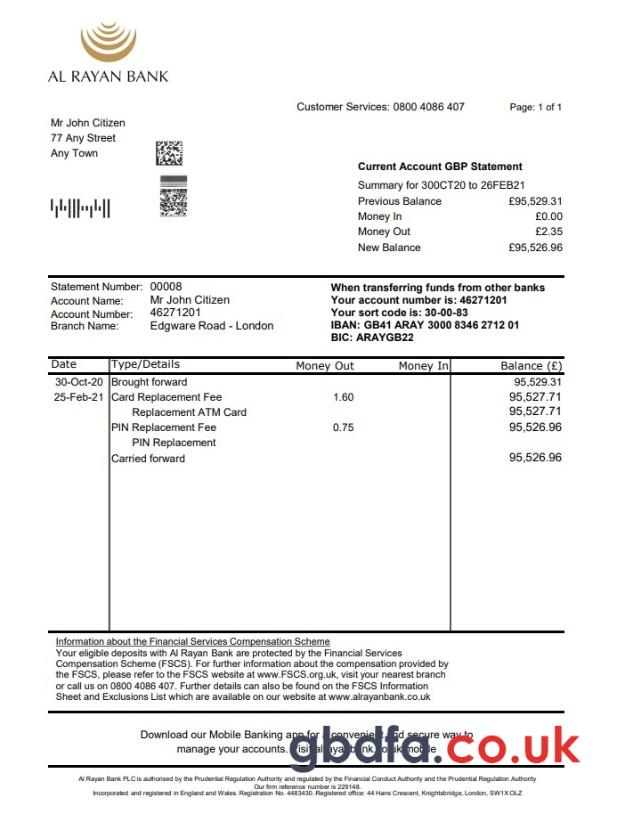 AL RAYAN BANK
Customer Services: 0800 4086 407 Page: 1 of 1
Mr John Citizen
77 Any Street
Any Town
Current Account GBP Statement
Summary for 300CT20 to 26FEB21
Previous Balance £95,529.31
Money In £0.00
Money Out £2.35
New Balance £95,526.96
Statement Number: 00008
Account Name: Mr John Citizen
Account Number: 46271201
Branch Name: Edgware Road - London
When transferring funds from other banks
Your account number is: 46271201
Your sort code is: 30-00-83
IBAN: GB41 ARAY 3000 8346 2712 01
BIC: ARAYGB22
Date Type/Details Money Out Money In Balance (£)
30-Oct-20 Brought forward 95,529.31
25-Feb-21 Card Replacement Fee 1.60 95,527.71
Replacement ATM Card 95,527.71
PIN Replacement Fee 0.75 95,526.96
PIN Replacement
Carried forward 95,526.96
Information about the Financial Services Compensation Scheme
Your eligible deposits with Al Rayan Bank are protected by the Financial Services
Compensation Scheme (FSCS). For further information about the compensation provided by
the FSCS, please refer to the FSCS website at www.FSCS.org.uk, visit your nearest branch
or call us on 0800 4086 407. Further details can also be found on the FSCS Information
Sheet and Exclusions List which are available on our website at www.alrayanbank.co.uk
Download our Mobile Banking app for a convenient and secure way to
manage your accounts. Visit alrayanbank.co.uk/mobile
gbdfa.co.uk
Al Rayan Bank PLC is authorised by the Prudential Regulation Authority and regulated by the Financial Conduct Authority and the Prudential Regulation Authority
Our firm reference number is 229148.
Incorporated and registered in England and Wales. Registration No. 4483430. Registered office: 44 Hans Crescent, Knightsbridge, London, SW1X OLZ